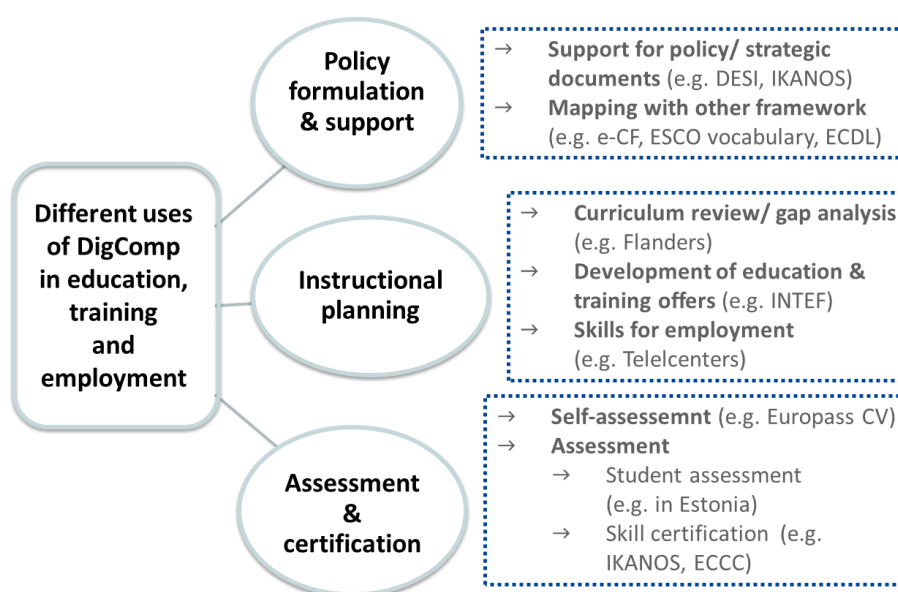 Different uses
of DigComp
in education,
training
and
employment
Policy
formulation
& support
→ Support for policy/ strategic
documents (e.g. DESI, IKANOS)
→ Mapping with other framework
(e.g. e-CF, ESCO vocabulary, ECDL)
Instructional
planning
→ Curriculum review/ gap analysis
(e.g. Flanders)
→ Development of education &
training offers (e.g. INTEF)
→ Skills for employment
(e.g. Telelcenters)
Assessment
&
certification
→ Self-assessemnt (e.g. Europass CV)
→ Assessment
→ Student assessment
(e.g. in Estonia)
→ Skill certification (e.g.
IKANOS, ECCC)